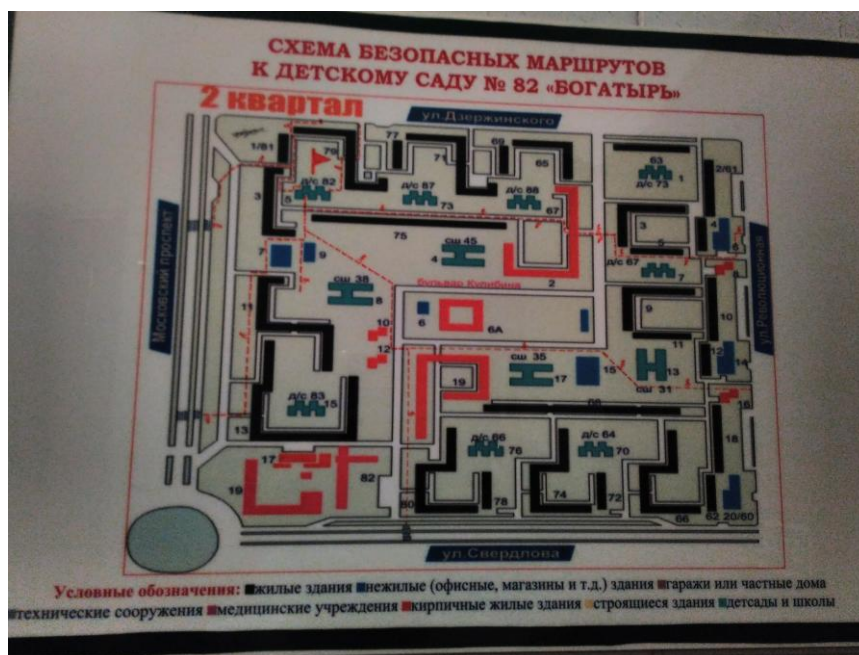 СХЕМА БЕЗОПАСНЫХ МАРШРУТОВ
К ДЕТСКОМУ САДУ № 82 «БОГАТЫРЬ»
2 квартал
ул.Дзержинского
1/81
79
77
71
69
65
63
1
2/61
д/с 82
д/с 87
д/с 88
д/с 73
3
5
73
67
3
5
4
6
Московский проспект
ул.Революционная
75
сш 45
4
7
9
2
д/с 67
7
Бульвар Кулибина
сш 38
8
11
10
12
6
6А
9
10
11
12
14
сш 35
17
15
19
13
сш 31
16
д/с 83
15
13
68
18
д/с 66
76
д/с 64
70
17
19
82
80
78
74
72
66
62
20/60
ул.Свердлова
Условные обозначения: жилые здания нежилые (офисные, магазины и т.д.) здания гаражи или частные дома
технические сооружения медицинские учреждения кирпичные жилые здания строящиеся здания детсады и школы